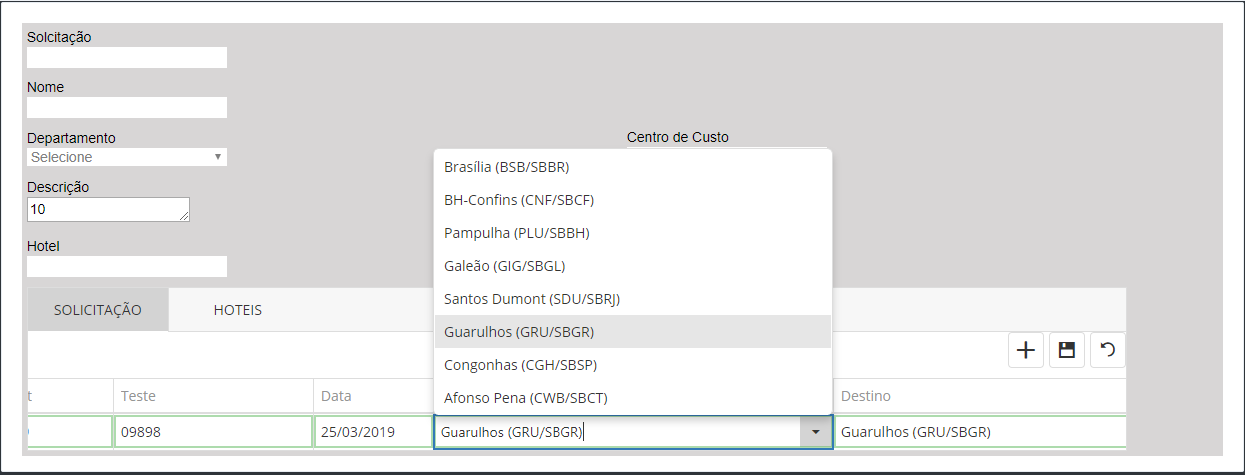 Solcitação
Nome
Departamento
Centro de Custo
Selecione
Descrição
10
Hotel
Brasília (BSB/SBBR)
BH-Confins (CNF/SBCF)
Pampulha (PLU/SBBH)
Galeão (GIG/SBGL)
Santos Dumont (SDU/SBRJ)
Guarulhos (GRU/SBGR)
Congonhas (CGH/SBSP)
Afonso Pena (CWB/SBCT)
SOLICITAÇÃO
HOTEIS
t
Teste
Data
Destino
09898
25/03/2019
Guarulhos (GRU/SBGR)
Guarulhos (GRU/SBGR)